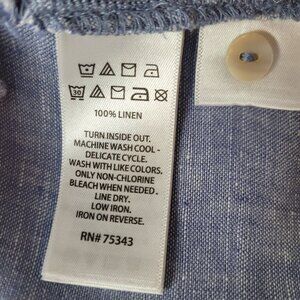 30
100% LINEN
TURN INSIDE OUT.
MACHINE WASH COOL -
DELICATE CYCLE.
WASH WITH LIKE COLORS.
ONLY NON-CHLORINE
BLEACH WHEN NEEDED.
LINE DRY.
LOW IRON.
IRON ON REVERSE.
RN# 75343